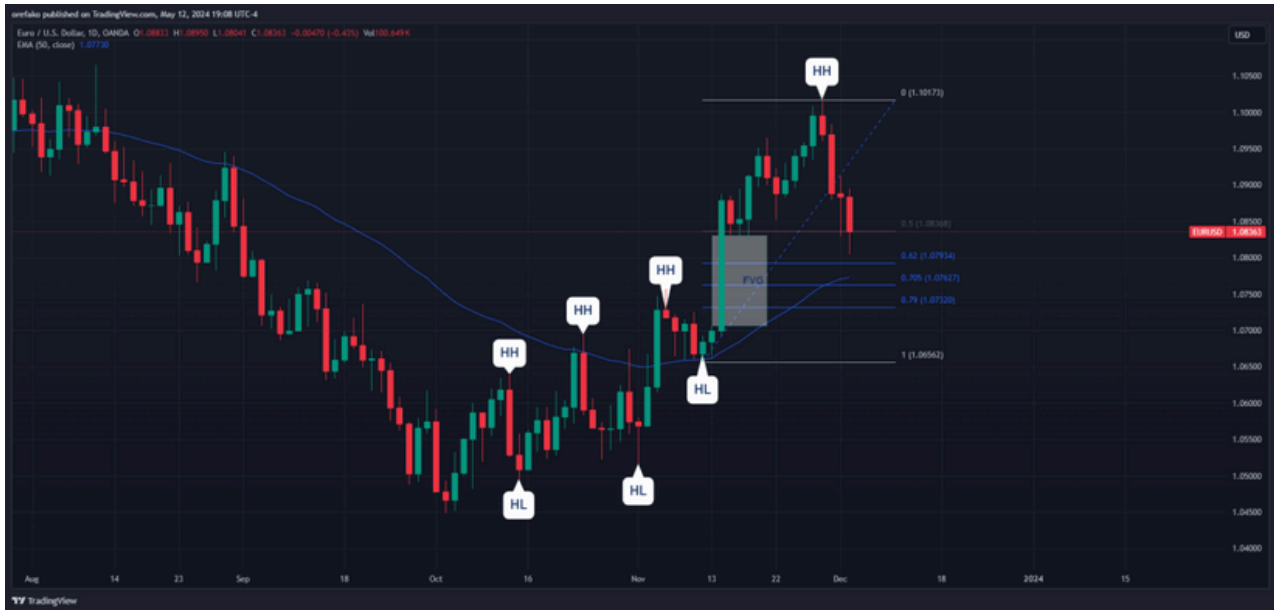 orefako published on TradingView.com, May 12, 2024 19:08 UTC-4
Euro / U.S. Dollar, 1D, OANDA O1.08833 H1.08950 L1.08041 C1.08363 −0.00470 (−0.43%) Vol100.649K
EMA (50, close) 1.07730
USD
HH
1.10500
0 (1.10173)
1.10000
1.09500
1.09000
1.08500
0.5 (1.08368)
EURUSD 1.08363
1.08000
0.62 (1.07934)
HH
FVG
0.705 (1.07627)
1.07500
0.79 (1.07320)
HH
1.07000
HH
1 (1.06562)
1.06500
HL
1.06000
1.05500
1.05000
HL
HL
1.04500
1.04000
Aug 14 23 Sep 18 Oct 16 Nov 13 22 Dec 18 2024 15
TradingView